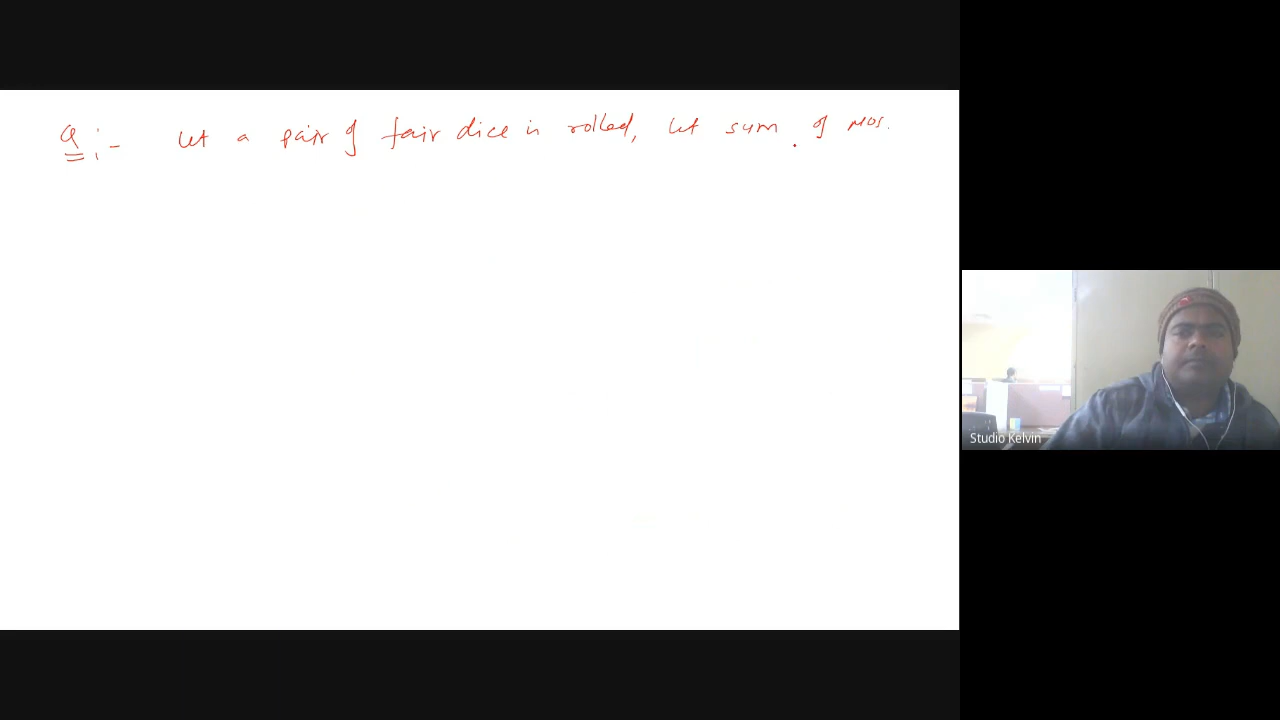 Q :- Let a pair of fair dice is rolled, let sum of nos.
Studio Kelvin